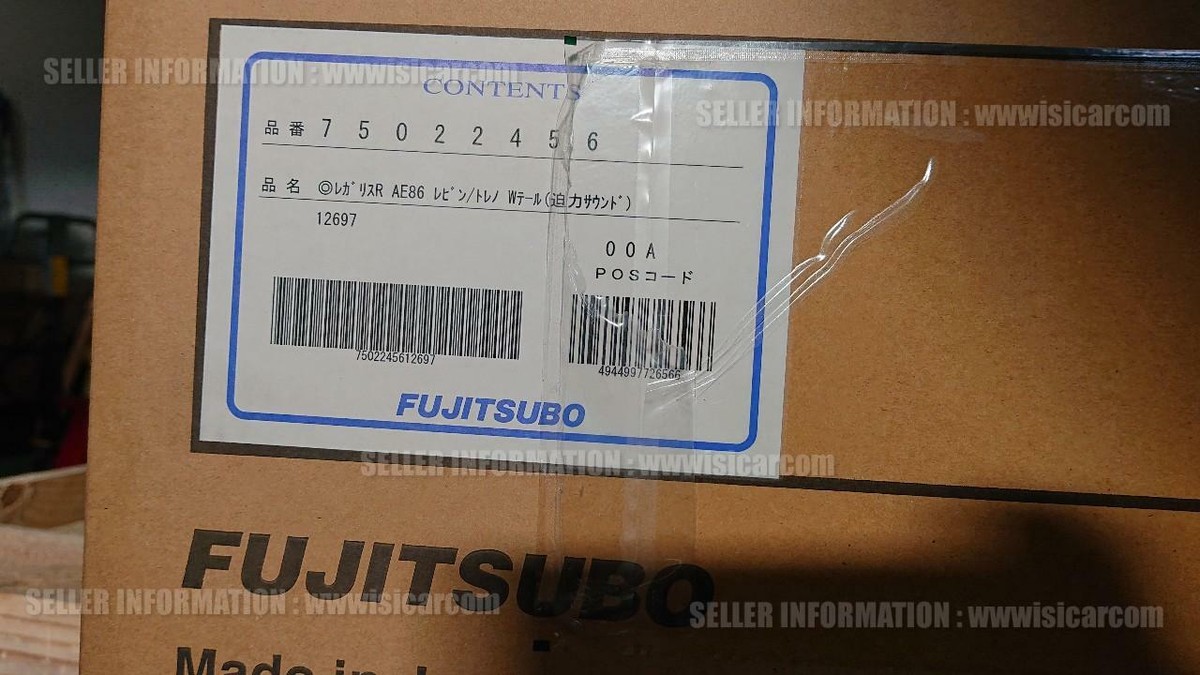 SELLER INFORMATION : wwwisicarcom
CONTENTS
SELLER INFORMATION : wwwisicarcom
品番 7 5 0 2 2 4 5 6
品名 ◎ﾚｶﾞﾘｽR AE86 ﾚﾋﾞﾝ/ﾄﾚﾉ Wﾃｰﾙ(迫力ｻｳﾝﾄﾞ)
12697
00A
POSコード
7502245612697
4944997726566
FUJITSUBO
SELLER INFORMATION : wwwisicarcom
FUJITSUBO
SELLER INFORMATION : wwwisicarcom
SELLER INFORMATION : wwwisicarcom
Made in